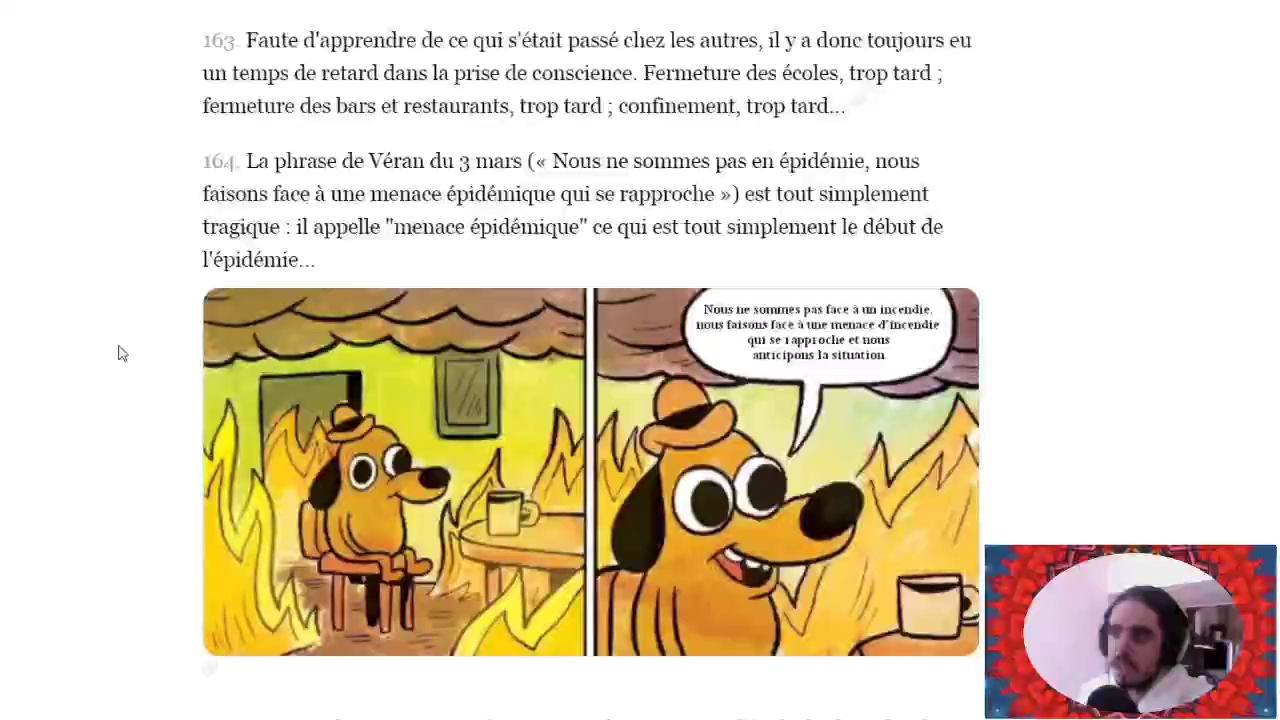 163. Faute d'apprendre de ce qui s'était passé chez les autres, il y a donc toujours eu
un temps de retard dans la prise de conscience. Fermeture des écoles, trop tard ;
fermeture des bars et restaurants, trop tard ; confinement, trop tard...
164. La phrase de Véran du 3 mars (« Nous ne sommes pas en épidémie, nous
faisons face à une menace épidémique qui se rapproche ») est tout simplement
tragique : il appelle "menace épidémique" ce qui est tout simplement le début de
l'épidémie...
Nous ne sommes pas face à un incendie,
nous faisons face à une menace d'incendie
qui se rapproche et nous
anticipons la situation